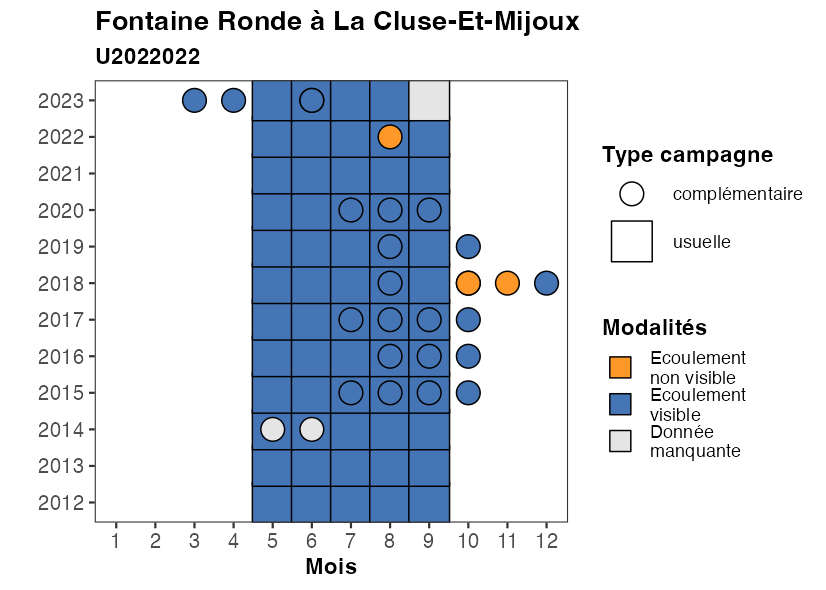 Fontaine Ronde à La Cluse-Et-Mijoux
U2022022
2023
2022
2021
2020
2019
2018
2017
2016
2015
2014
2013
2012
1 2 3 4 5 6 7 8 9 10 11 12
Mois
Type campagne
complémentaire
usuelle
Modalités
Ecoulement
non visible
Ecoulement
visible
Donnée
manquante